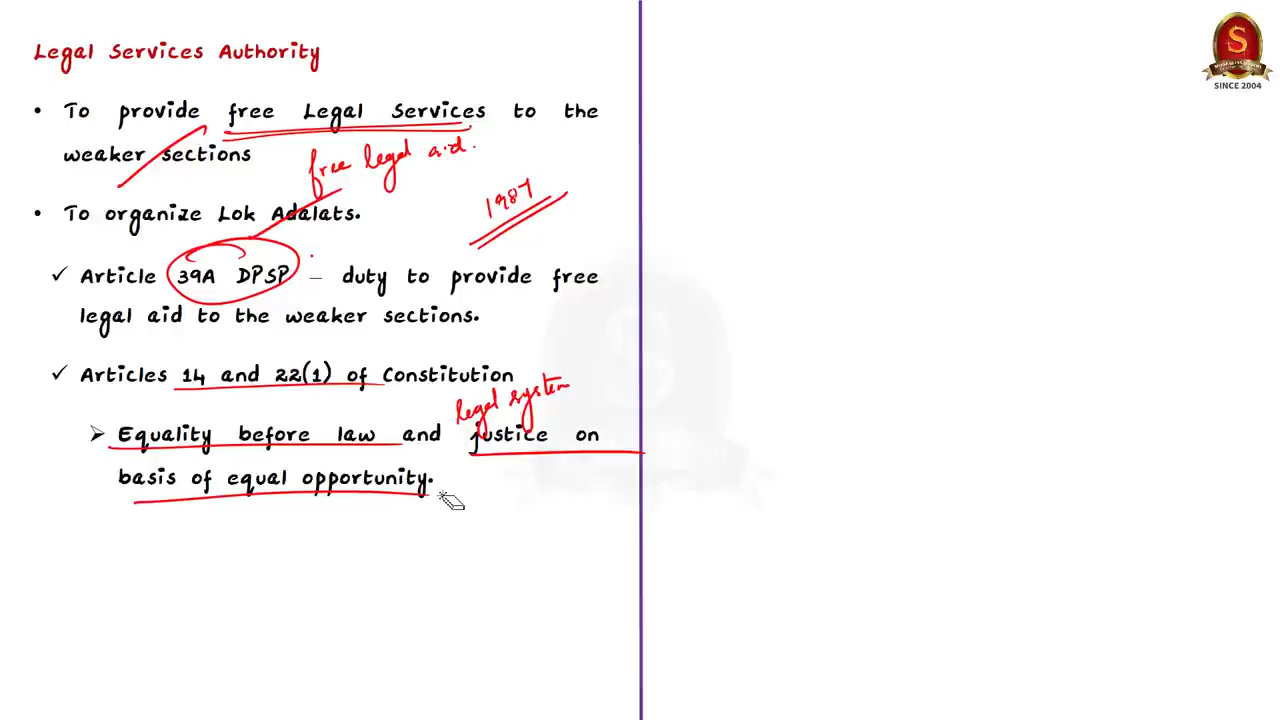 Legal Services Authority
• To provide free Legal Services to the
weaker sections
free legal aid.
• To organize Lok Adalats.
1987
✓ Article 39A DPSP – duty to provide free
legal aid to the weaker sections.
✓ Articles 14 and 22(1) of Constitution
legal system
➢ Equality before law and justice on
basis of equal opportunity.
S
SINCE 2004